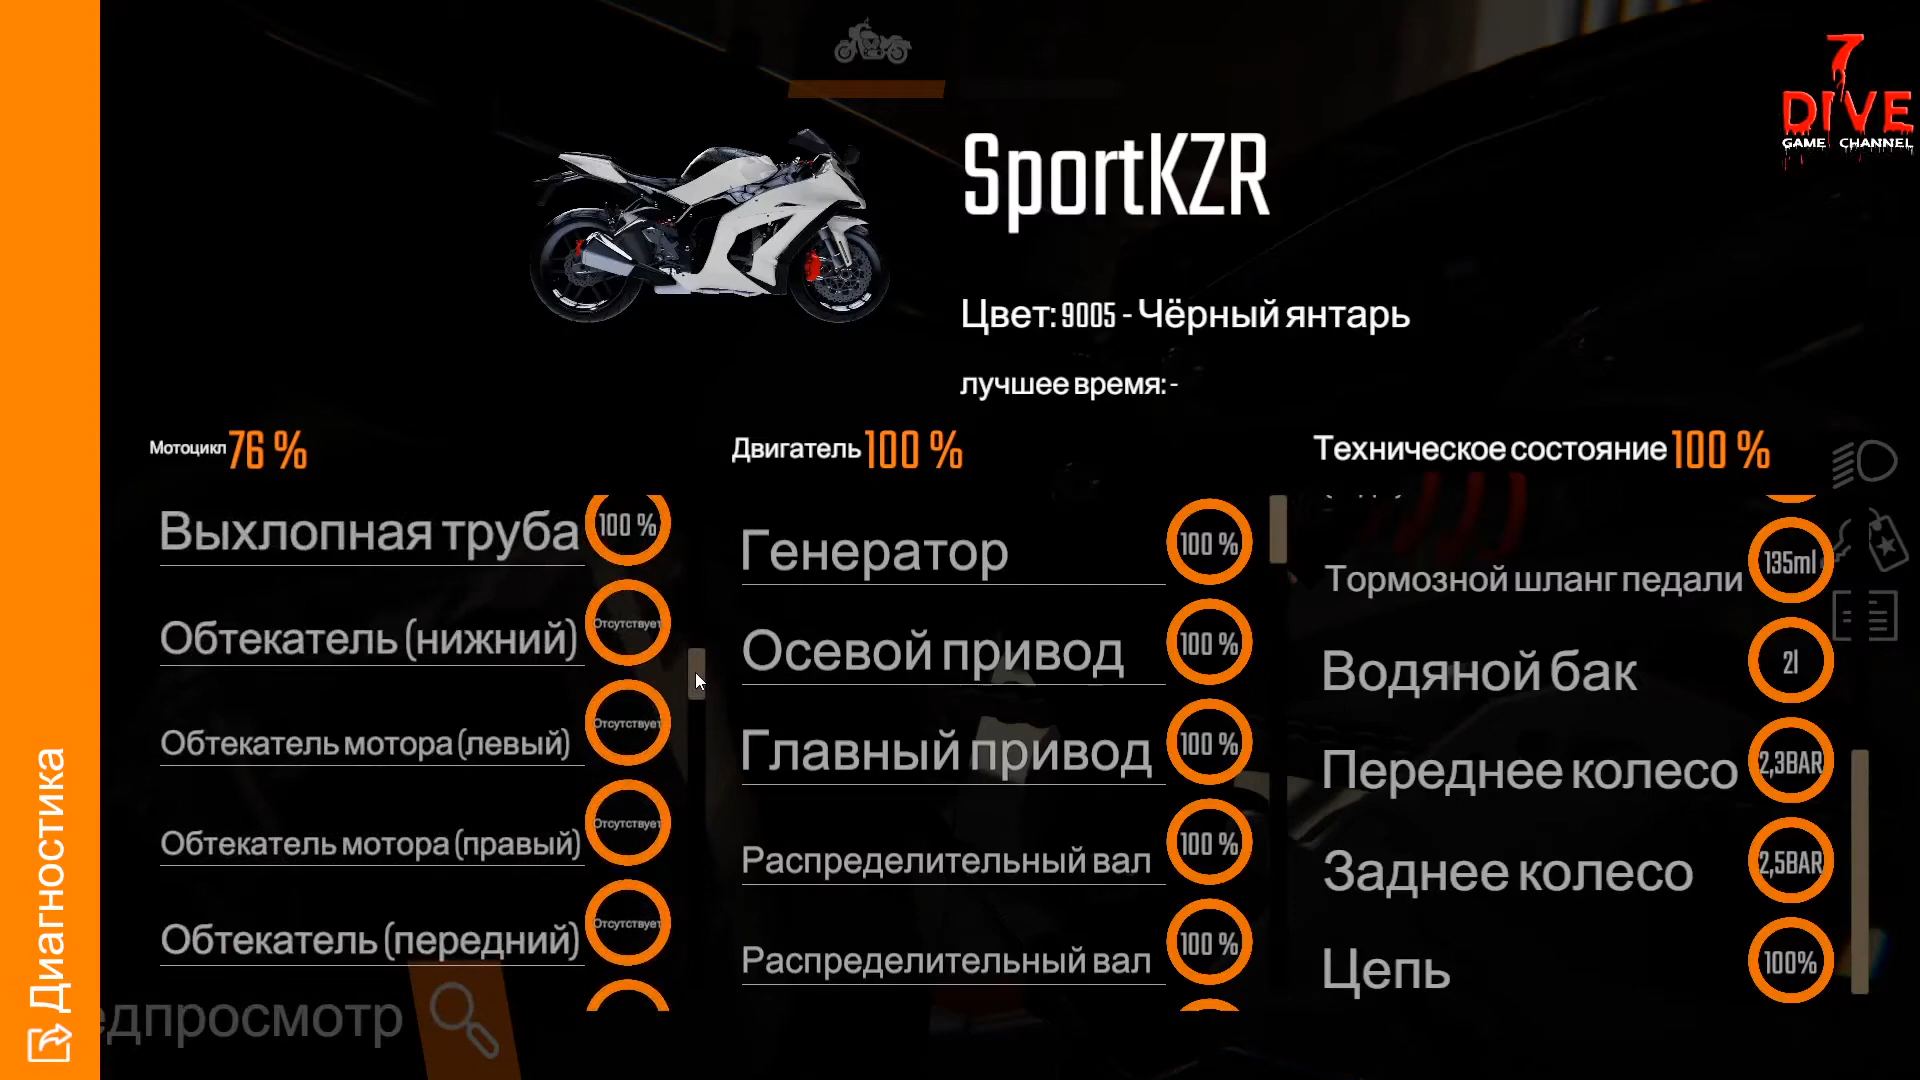 7
DIVE
GAME CHANNEL
SportKZR
Цвет: 9005 - Чёрный янтарь
лучшее время: -
Мотоцикл 76 %
Выхлопная труба 100 %
Обтекатель (нижний) Отсутствует
Обтекатель мотора (левый) Отсутствует
Обтекатель мотора (правый) Отсутствует
Обтекатель (передний) Отсутствует
Двигатель 100 %
Генератор 100 %
Осевой привод 100 %
Главный привод 100 %
Распределительный вал 100 %
Распределительный вал 100 %
Техническое состояние 100 %
Тормозной шланг педали 135ml
Водяной бак 2l
Переднее колесо 2,3BAR
Заднее колесо 2,5BAR
Цепь 100%
Диагностика
едпросмотр